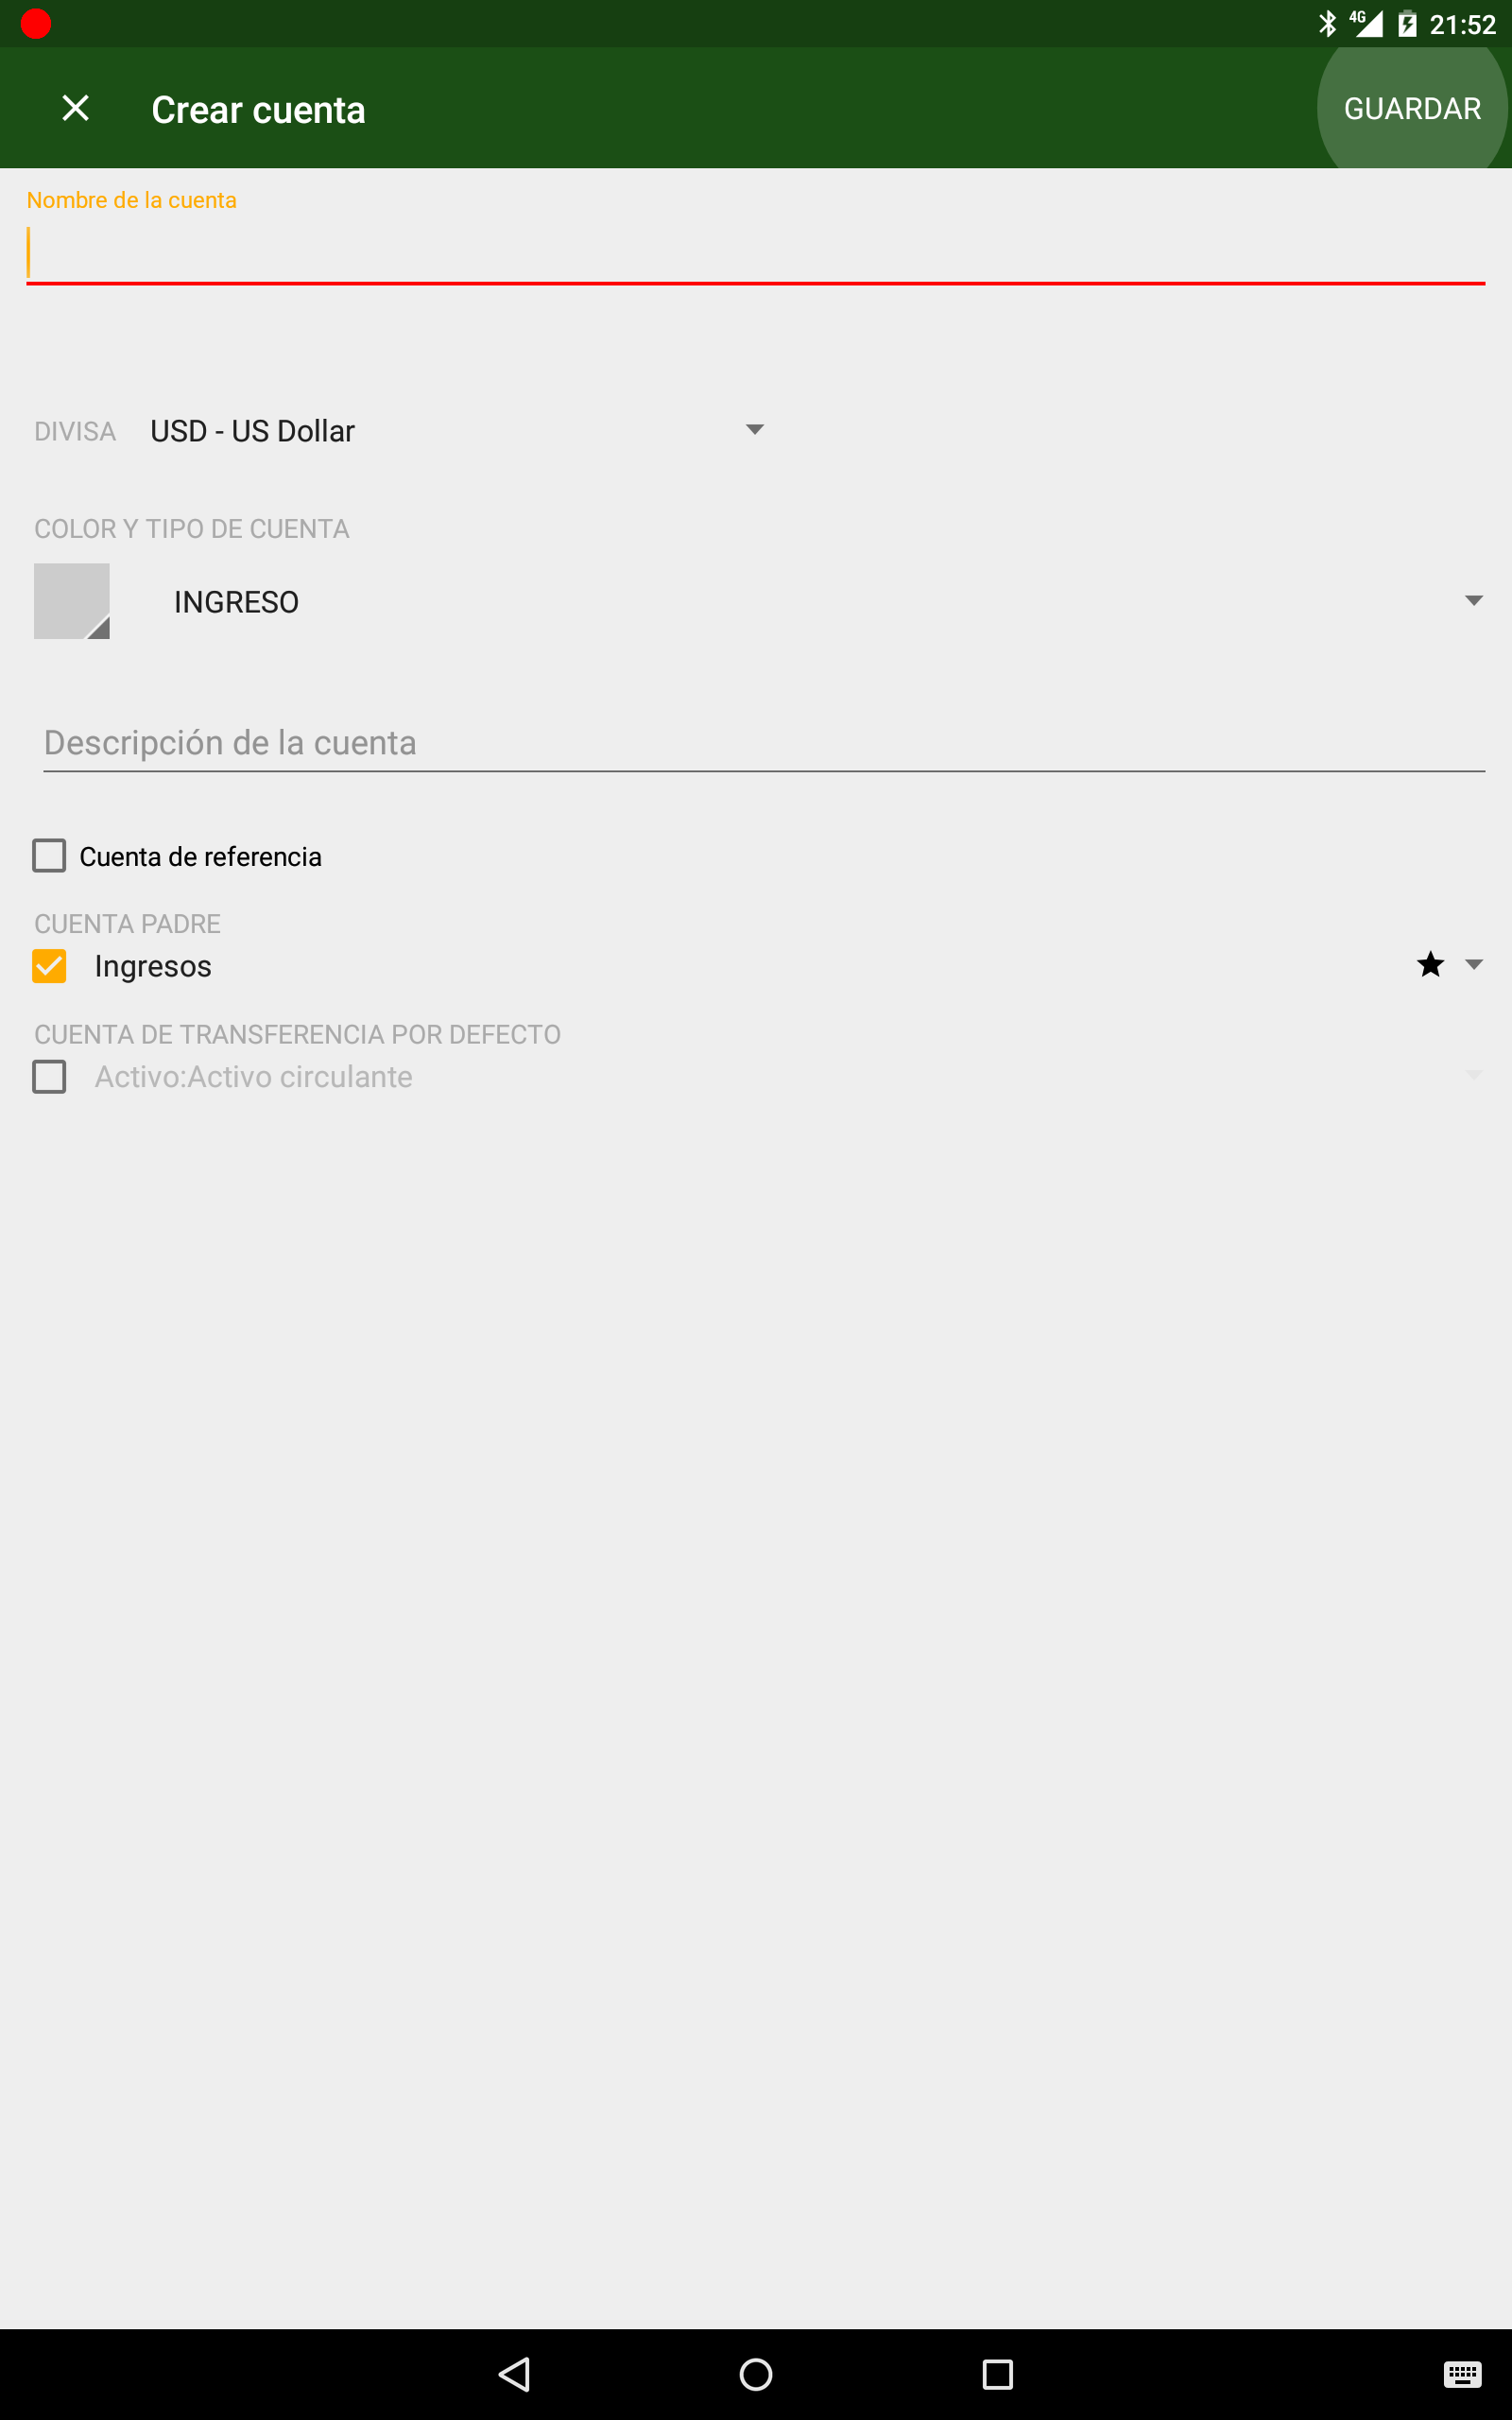 4G 21:52
Crear cuenta GUARDAR
Nombre de la cuenta
DIVISA USD - US Dollar
COLOR Y TIPO DE CUENTA
INGRESO
Descripción de la cuenta
Cuenta de referencia
CUENTA PADRE
Ingresos
CUENTA DE TRANSFERENCIA POR DEFECTO
Activo:Activo circulante